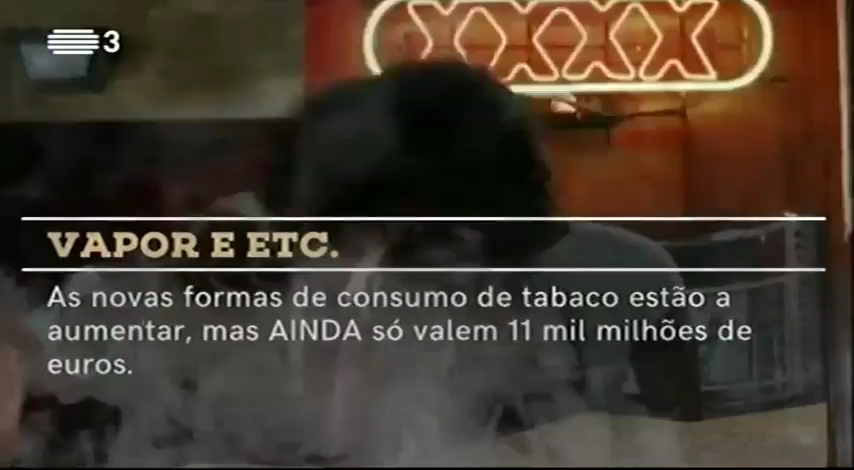 XXXX
3
VAPOR E ETC.
As novas formas de consumo de tabaco estão a
aumentar, mas AINDA só valem 11 mil milhões de
euros.